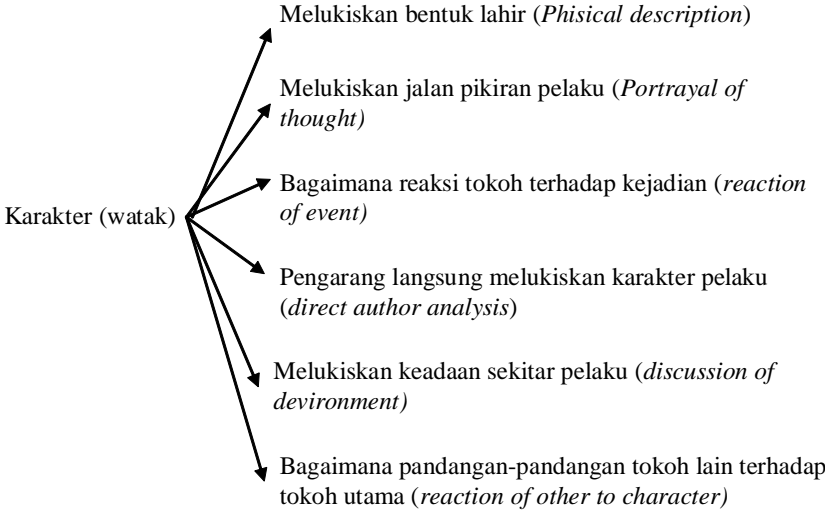 Melukiskan bentuk lahir (Phisical description)
Melukiskan jalan pikiran pelaku (Portrayal of
thought)
Bagaimana reaksi tokoh terhadap kejadian (reaction
of event)
Karakter (watak)
Pengarang langsung melukiskan karakter pelaku
(direct author analysis)
Melukiskan keadaan sekitar pelaku (discussion of
devironment)
Bagaimana pandangan-pandangan tokoh lain terhadap
tokoh utama (reaction of other to character)